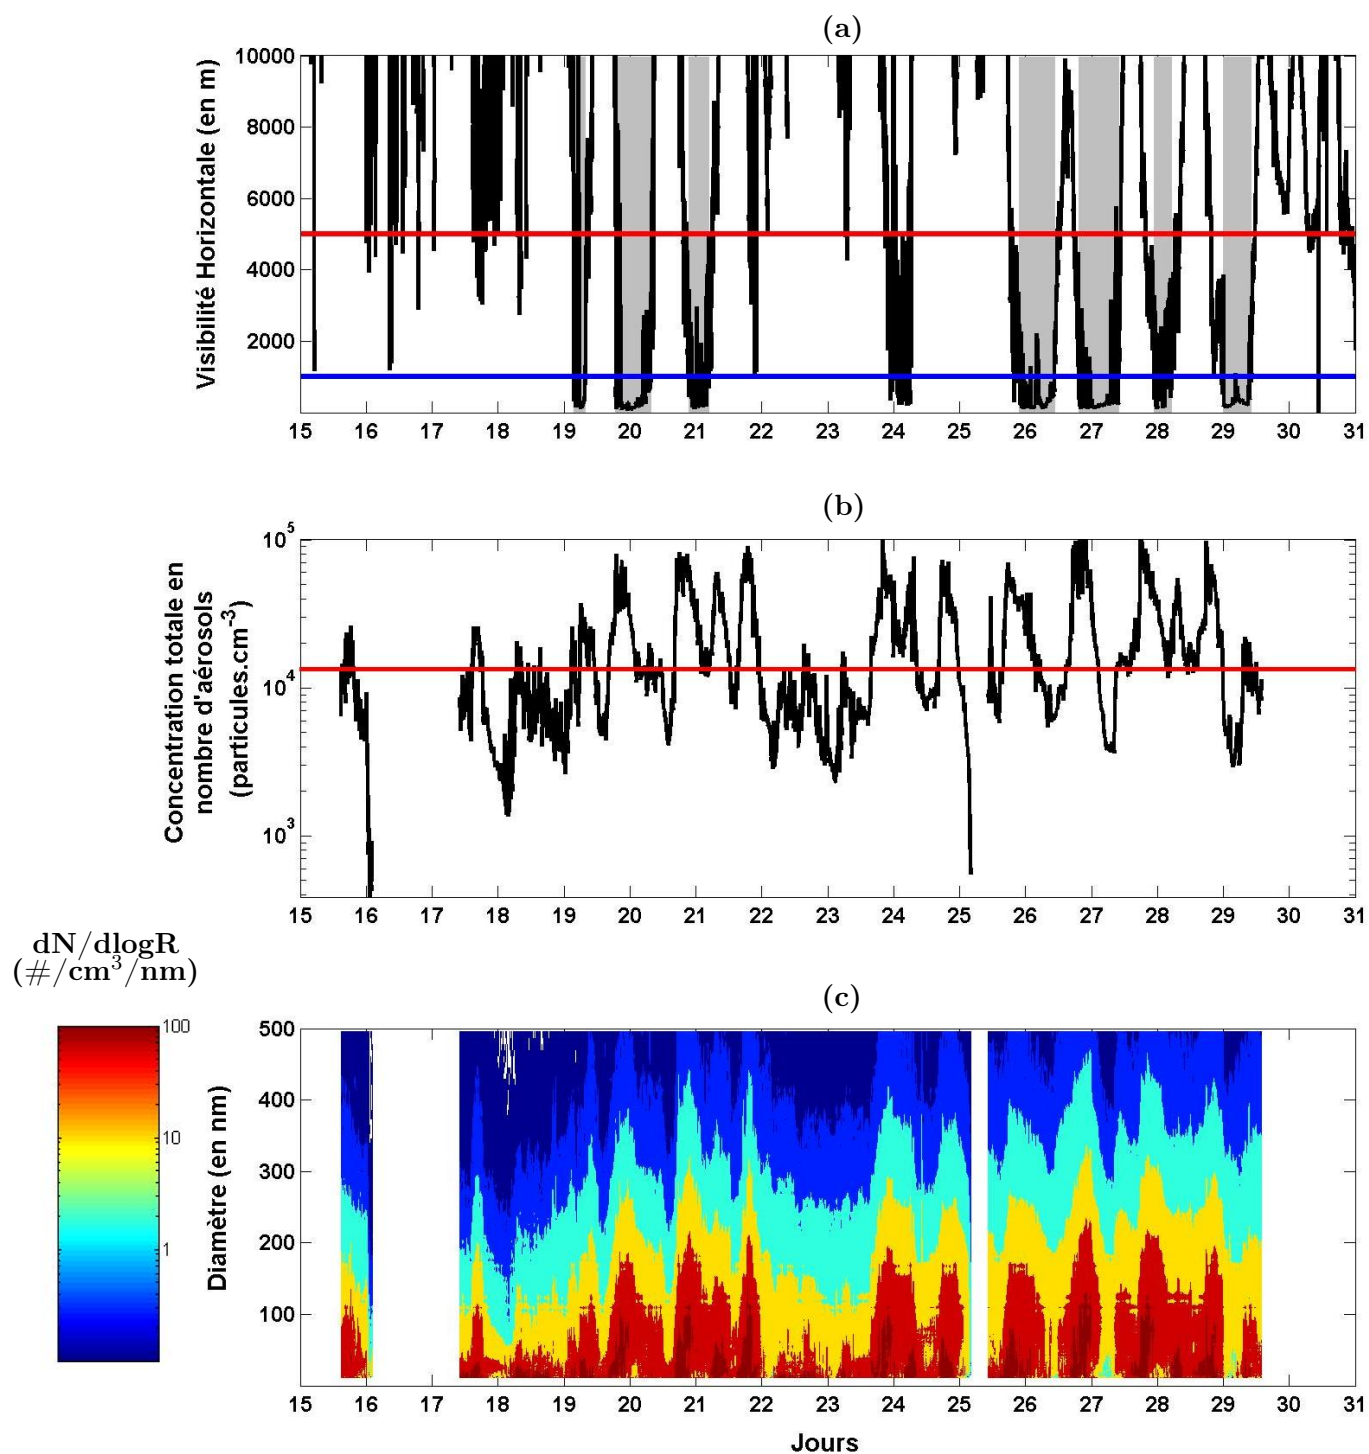 (a)
Visibilité Horizontale (en m)
10000
8000
6000
4000
2000
15 16 17 18 19 20 21 22 23 24 25 26 27 28 29 30 31
(b)
Concentration totale en
nombre d'aérosols
(particules.cm-3)
10^5
10^4
10^3
15 16 17 18 19 20 21 22 23 24 25 26 27 28 29 30 31
dN/dlogR
(#/cm^3/nm)
100
10
1
(c)
Diamètre (en nm)
500
400
300
200
100
15 16 17 18 19 20 21 22 23 24 25 26 27 28 29 30 31
Jours